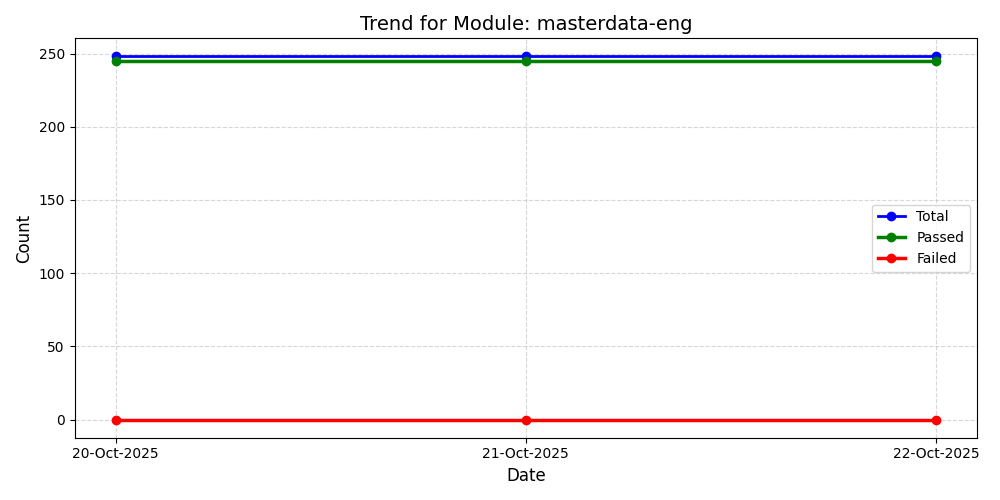 Trend for Module: masterdata-eng
250
200
150
100
50
0
Count
Total
Passed
Failed
20-Oct-2025
21-Oct-2025
22-Oct-2025
Date